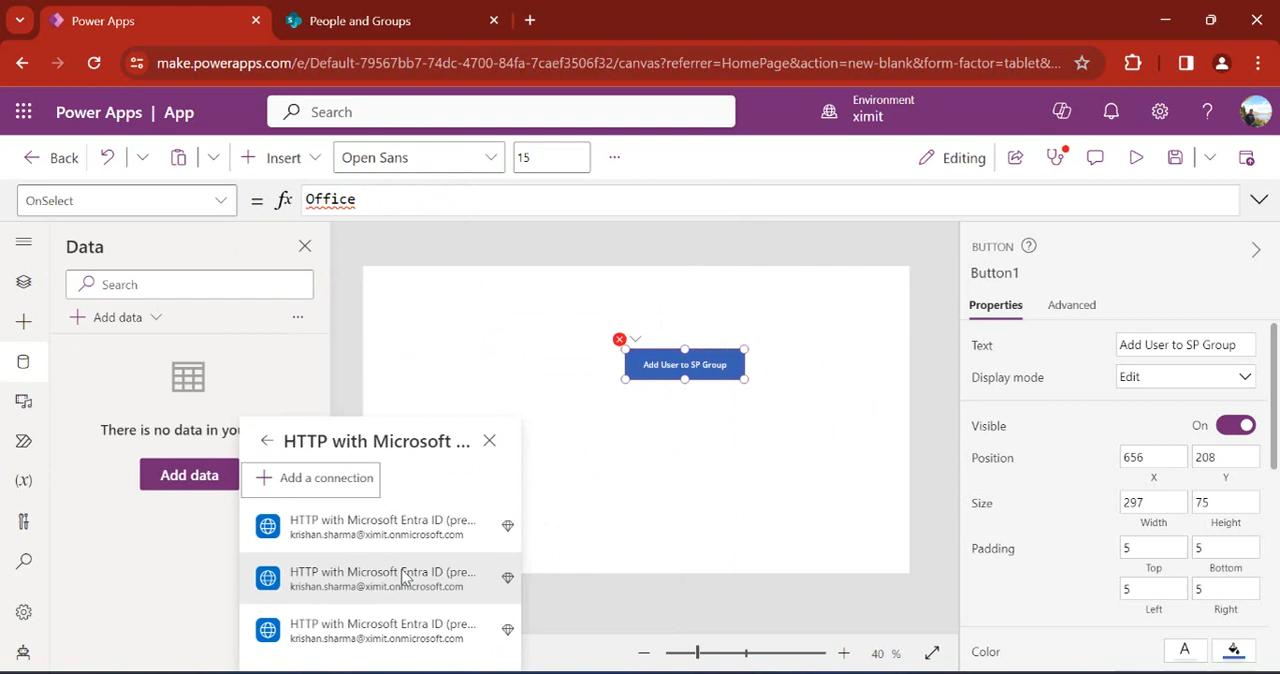 Power Apps
People and Groups
make.powerapps.com/e/Default-79567bb7-74dc-4700-84fa-7caef3506f32/canvas?referrer=HomePage&action=new-blank&form-factor=tablet&...
Power Apps | App
Search
Environment
ximit
Back
Insert
Open Sans
15
...
Editing
OnSelect
= fx
Office
Data
Search
Add data
...
There is no data in you
Add data
HTTP with Microsoft ...
Add a connection
HTTP with Microsoft Entra ID (pre...
krishan.sharma@ximit.onmicrosoft.com
HTTP with Microsoft Entra ID (pre...
krishan.sharma@ximit.onmicrosoft.com
HTTP with Microsoft Entra ID (pre...
krishan.sharma@ximit.onmicrosoft.com
Add User to SP Group
40 %
BUTTON
Button1
Properties
Advanced
Text
Add User to SP Group
Display mode
Edit
Visible
On
Position
656
208
X
Y
Size
297
75
Width
Height
Padding
5
5
Top
Bottom
5
5
Left
Right
Color
A